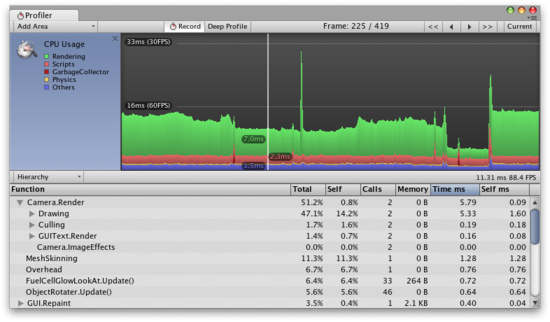 Profiler
Add Area Record Deep Profile Frame: 225 / 419 << >> Current
CPU Usage
Rendering
Scripts
GarbageCollector
Physics
Others
33ms (30FPS)
16ms (60FPS)
7.0ms
2.3ms
1.5ms
Hierarchy 11.31 ms 88.4 FPS
Function Total Self Calls Memory Time ms Self ms
Camera.Render 51.2% 0.8% 2 0 B 5.79 0.09
Drawing 47.1% 14.2% 2 0 B 5.33 1.60
Culling 1.7% 1.6% 2 0 B 0.19 0.18
GUIText.Render 1.4% 0.7% 2 0 B 0.16 0.08
Camera.ImageEffects 0.0% 0.0% 2 0 B 0.00 0.00
MeshSkinning 11.3% 11.3% 1 0 B 1.28 1.28
Overhead 6.7% 6.7% 1 0 B 0.76 0.76
FuelCellGlowLookAt.Update() 6.4% 6.4% 33 264 B 0.72 0.72
ObjectRotater.Update() 5.6% 5.6% 46 0 B 0.64 0.64
GUI.Repaint 3.5% 0.4% 1 2.1 KB 0.40 0.04